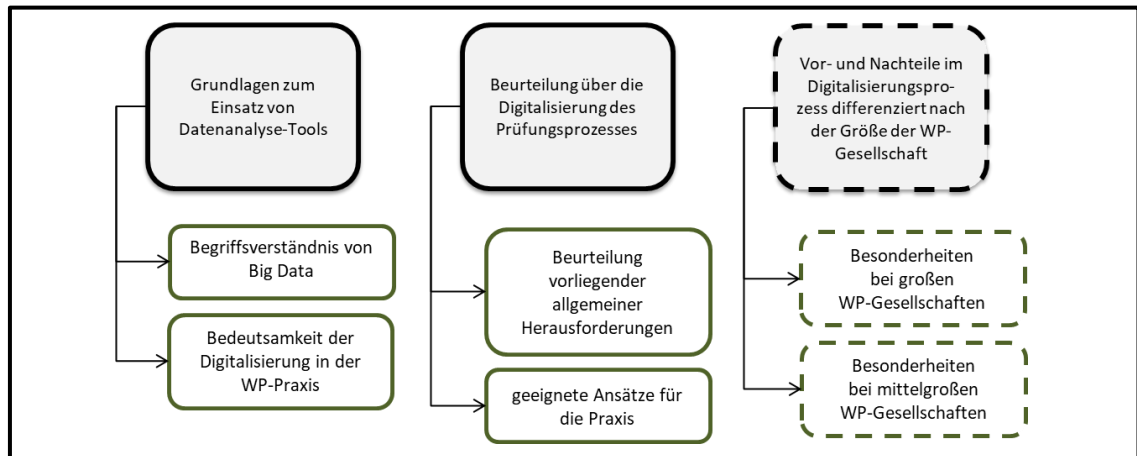 Grundlagen zum
Einsatz von
Datenanalyse-Tools
Begriffsverständnis von
Big Data
Bedeutsamkeit der
Digitalisierung in der
WP-Praxis
Beurteilung über die
Digitalisierung des
Prüfungsprozesses
Beurteilung
vorliegender
allgemeiner
Herausforderungen
geeignete Ansätze für
die Praxis
Vor- und Nachteile im
Digitalisierungspro-
zess differenziert nach
der Größe der WP-
Gesellschaft
Besonderheiten
bei großen
WP-Gesellschaften
Besonderheiten
bei mittelgroßen
WP-Gesellschaften